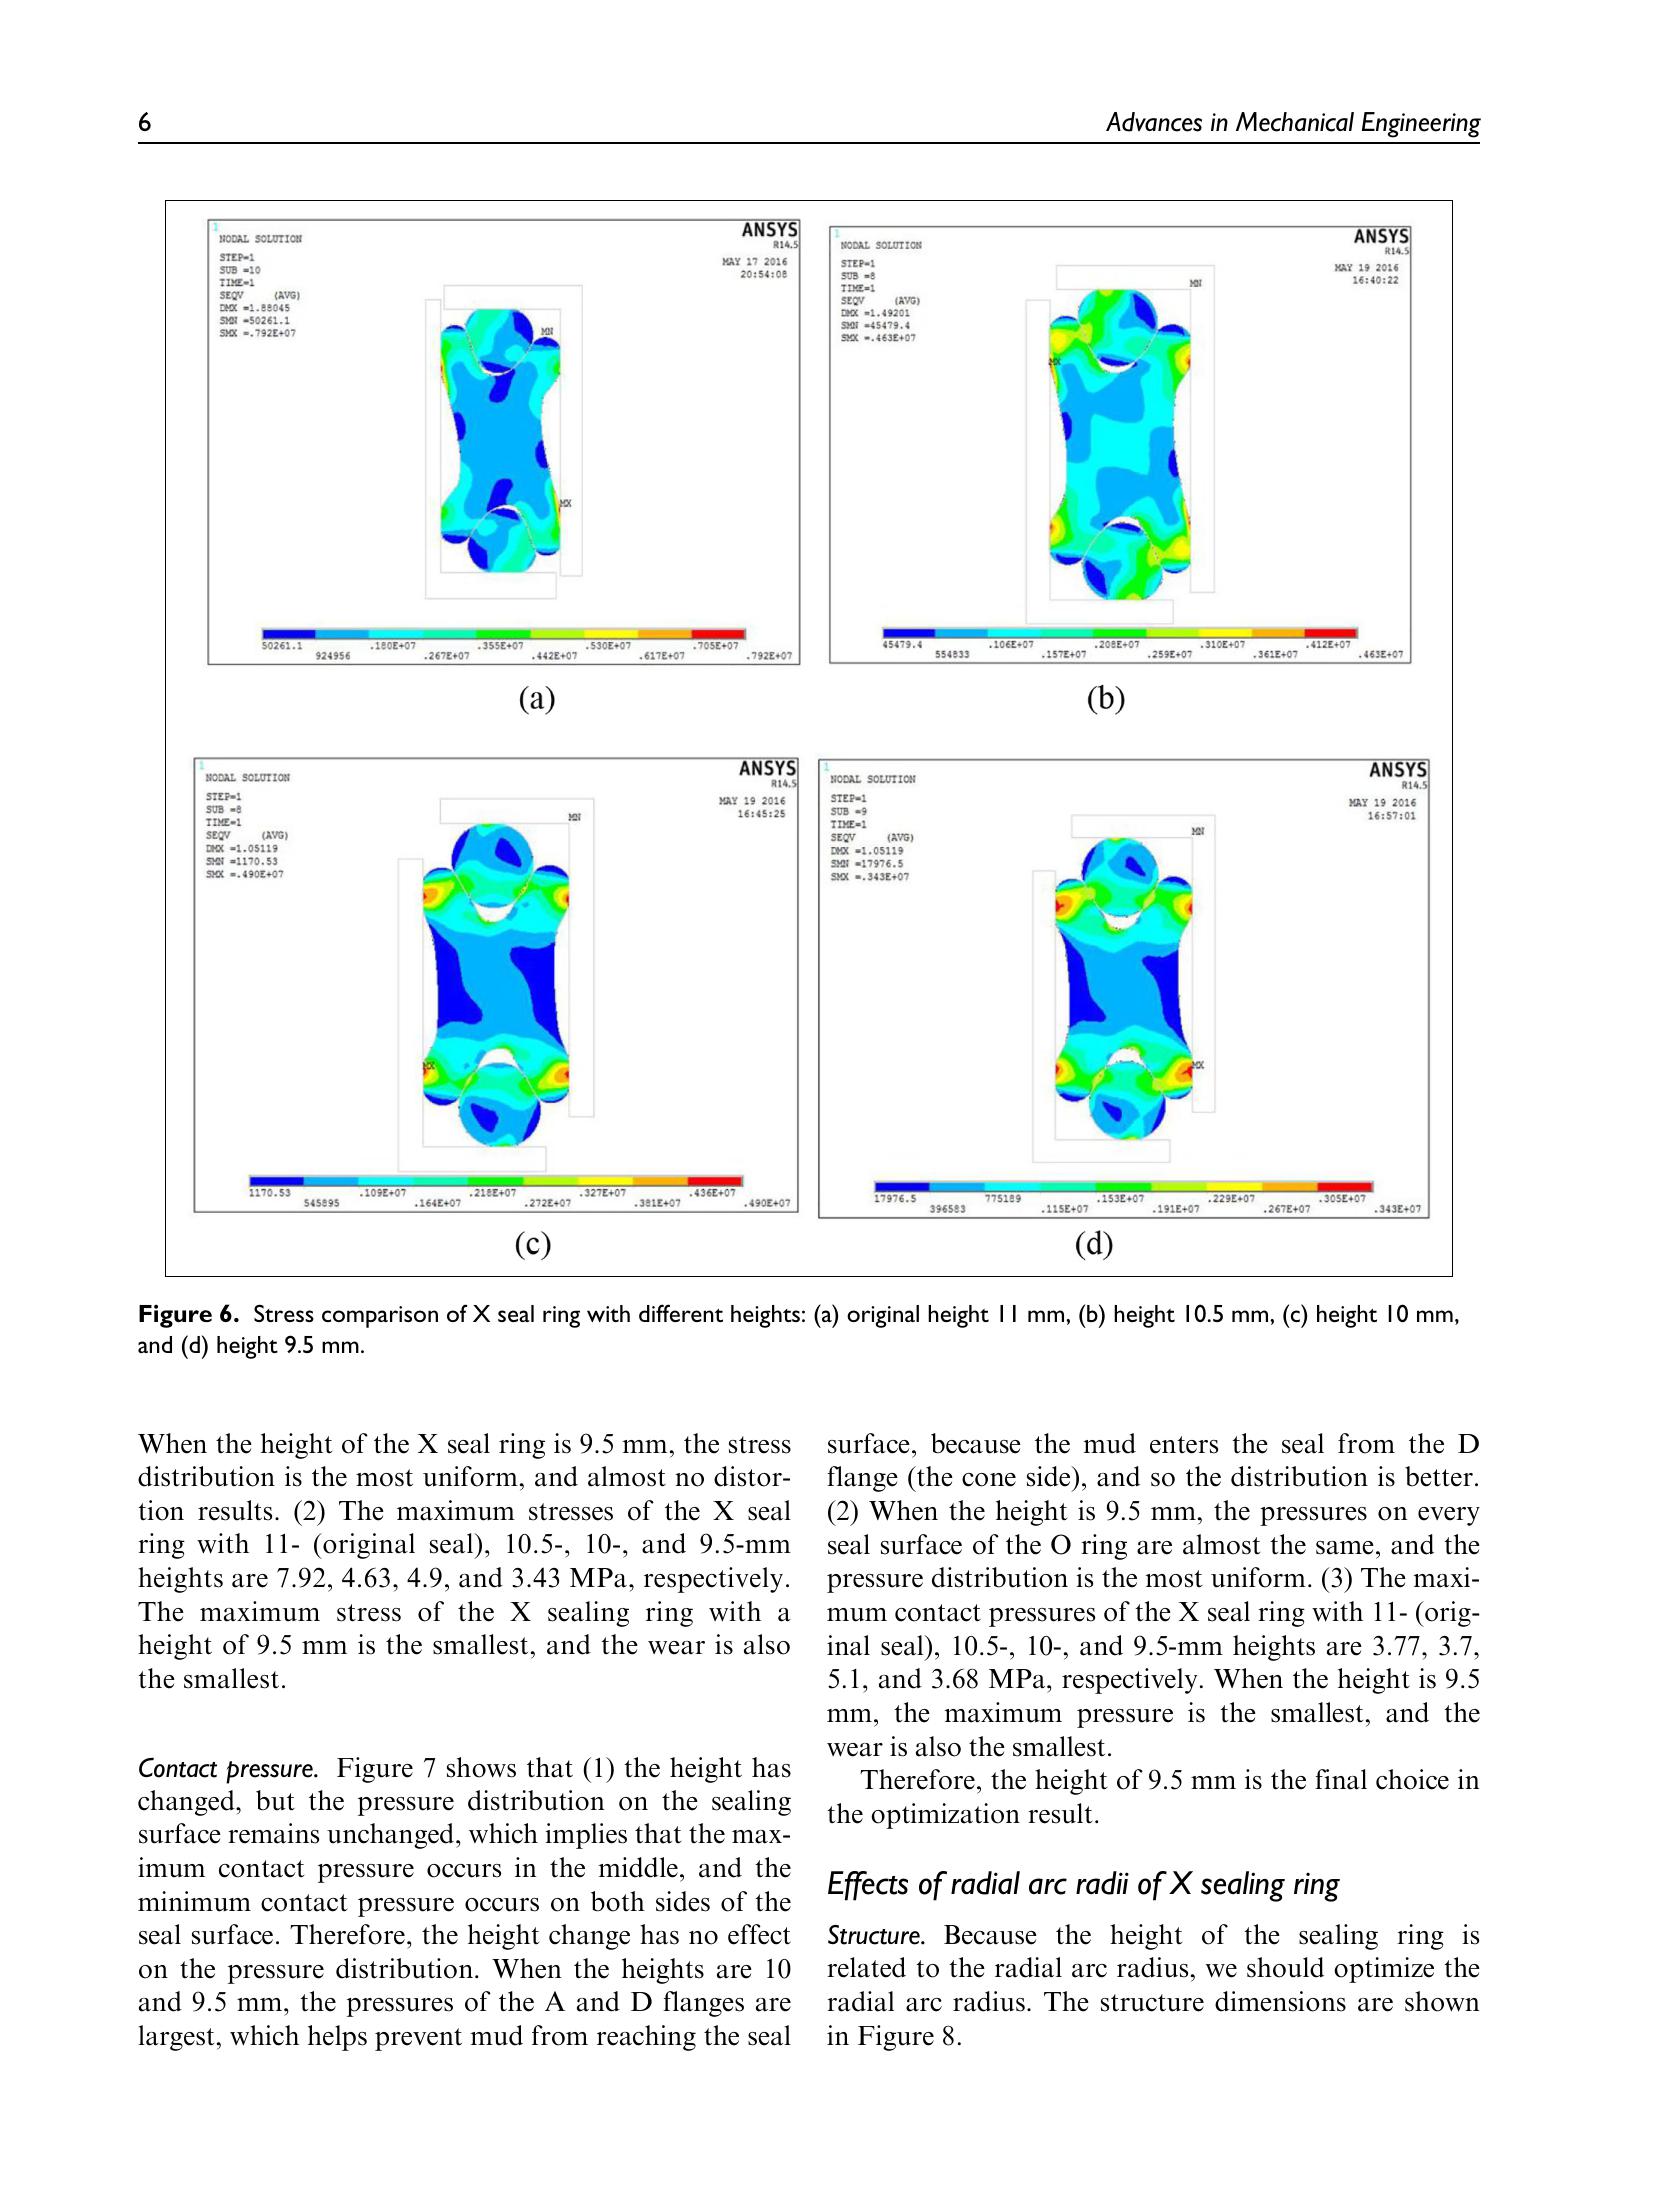 6
Advances in Mechanical Engineering
1
NODAL SOLUTION
STEP=1
SUB =10
TIME=1
SEQV (AVG)
DMX =1.88045
SMN =50261.1
SMX =.792E+07
ANSYS
R14.5
MAY 17 2016
20:54:08
MN
MX
50261.1 .180E+07 .355E+07 .530E+07 .705E+07
924956 .267E+07 .442E+07 .617E+07 .792E+07
(a)
1
NODAL SOLUTION
STEP=1
SUB =8
TIME=1
SEQV (AVG)
DMX =1.49201
SMN =45479.4
SMX =.463E+07
ANSYS
R14.5
MAY 19 2016
16:40:22
MN
MX
45479.4 .106E+07 .208E+07 .310E+07 .412E+07
554833 .157E+07 .259E+07 .361E+07 .463E+07
(b)
1
NODAL SOLUTION
STEP=1
SUB =8
TIME=1
SEQV (AVG)
DMX =1.05119
SMN =1170.53
SMX =.490E+07
ANSYS
R14.5
MAY 19 2016
16:45:25
MN
MX
1170.53 .109E+07 .218E+07 .327E+07 .436E+07
545895 .164E+07 .272E+07 .381E+07 .490E+07
(c)
1
NODAL SOLUTION
STEP=1
SUB =9
TIME=1
SEQV (AVG)
DMX =1.05119
SMN =17976.5
SMX =.343E+07
ANSYS
R14.5
MAY 19 2016
16:57:01
MN
MX
17976.5 775189 .153E+07 .229E+07 .305E+07
396583 .115E+07 .191E+07 .267E+07 .343E+07
(d)
Figure 6. Stress comparison of X seal ring with different heights: (a) original height 11 mm, (b) height 10.5 mm, (c) height 10 mm,
and (d) height 9.5 mm.
When the height of the X seal ring is 9.5 mm, the stress
distribution is the most uniform, and almost no distor-
tion results. (2) The maximum stresses of the X seal
ring with 11- (original seal), 10.5-, 10-, and 9.5-mm
heights are 7.92, 4.63, 4.9, and 3.43 MPa, respectively.
The maximum stress of the X sealing ring with a
height of 9.5 mm is the smallest, and the wear is also
the smallest.
Contact pressure. Figure 7 shows that (1) the height has
changed, but the pressure distribution on the sealing
surface remains unchanged, which implies that the max-
imum contact pressure occurs in the middle, and the
minimum contact pressure occurs on both sides of the
seal surface. Therefore, the height change has no effect
on the pressure distribution. When the heights are 10
and 9.5 mm, the pressures of the A and D flanges are
largest, which helps prevent mud from reaching the seal
surface, because the mud enters the seal from the D
flange (the cone side), and so the distribution is better.
(2) When the height is 9.5 mm, the pressures on every
seal surface of the O ring are almost the same, and the
pressure distribution is the most uniform. (3) The maxi-
mum contact pressures of the X seal ring with 11- (orig-
inal seal), 10.5-, 10-, and 9.5-mm heights are 3.77, 3.7,
5.1, and 3.68 MPa, respectively. When the height is 9.5
mm, the maximum pressure is the smallest, and the
wear is also the smallest.
Therefore, the height of 9.5 mm is the final choice in
the optimization result.
Effects of radial arc radii of X sealing ring
Structure. Because the height of the sealing ring is
related to the radial arc radius, we should optimize the
radial arc radius. The structure dimensions are shown
in Figure 8.